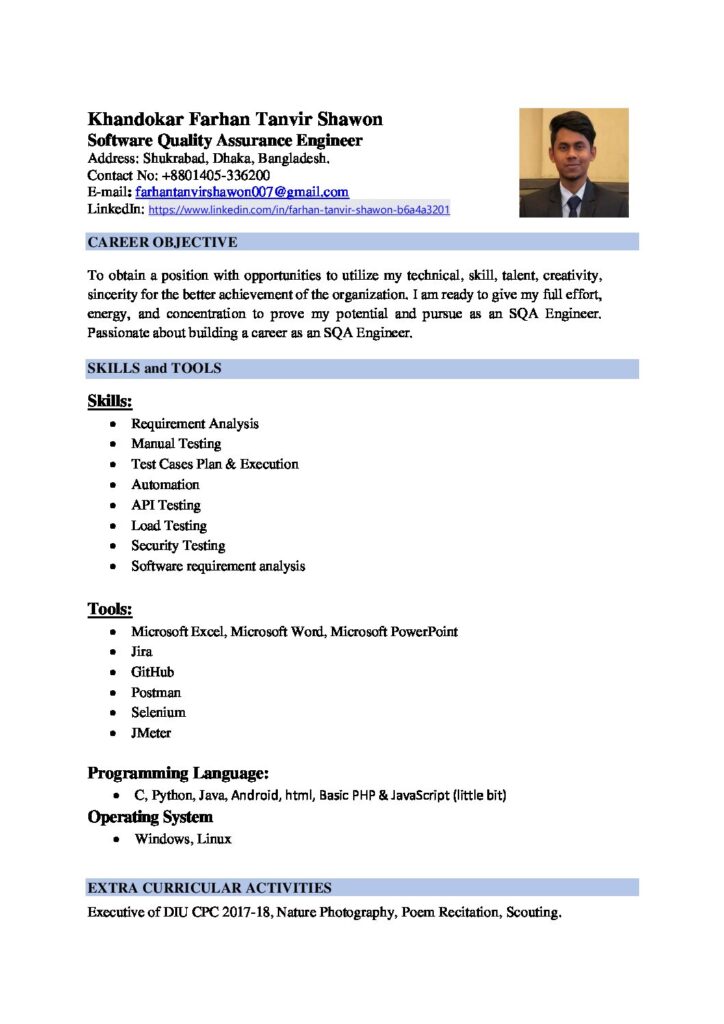 Khandokar Farhan Tanvir Shawon
Software Quality Assurance Engineer
Address: Shukrabad, Dhaka, Bangladesh.
Contact No: +8801405-336200
E-mail: farhantanvirshawon007@gmail.com
LinkedIn: https://www.linkedin.com/in/farhan-tanvir-shawon-b6a4a3201
CAREER OBJECTIVE
To obtain a position with opportunities to utilize my technical, skill, talent, creativity,
sincerity for the better achievement of the organization. I am ready to give my full effort,
energy, and concentration to prove my potential and pursue as an SQA Engineer.
Passionate about building a career as an SQA Engineer.
SKILLS and TOOLS
Skills:
• Requirement Analysis
• Manual Testing
• Test Cases Plan & Execution
• Automation
• API Testing
• Load Testing
• Security Testing
• Software requirement analysis
Tools:
• Microsoft Excel, Microsoft Word, Microsoft PowerPoint
• Jira
• GitHub
• Postman
• Selenium
• JMeter
Programming Language:
• C, Python, Java, Android, html, Basic PHP & JavaScript (little bit)
Operating System
• Windows, Linux
EXTRA CURRICULAR ACTIVITIES
Executive of DIU CPC 2017-18, Nature Photography, Poem Recitation, Scouting.